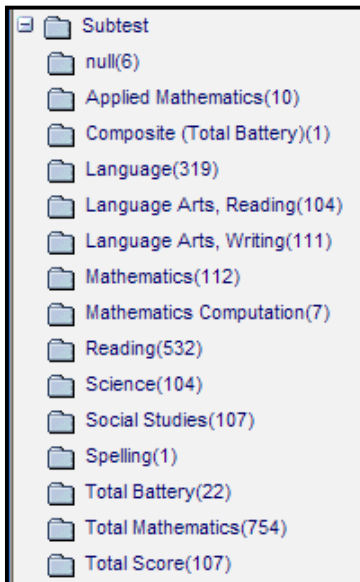 Subtest
null(6)
Applied Mathematics(10)
Composite (Total Battery)(1)
Language(319)
Language Arts, Reading(104)
Language Arts, Writing(111)
Mathematics(112)
Mathematics Computation(7)
Reading(532)
Science(104)
Social Studies(107)
Spelling(1)
Total Battery(22)
Total Mathematics(754)
Total Score(107)